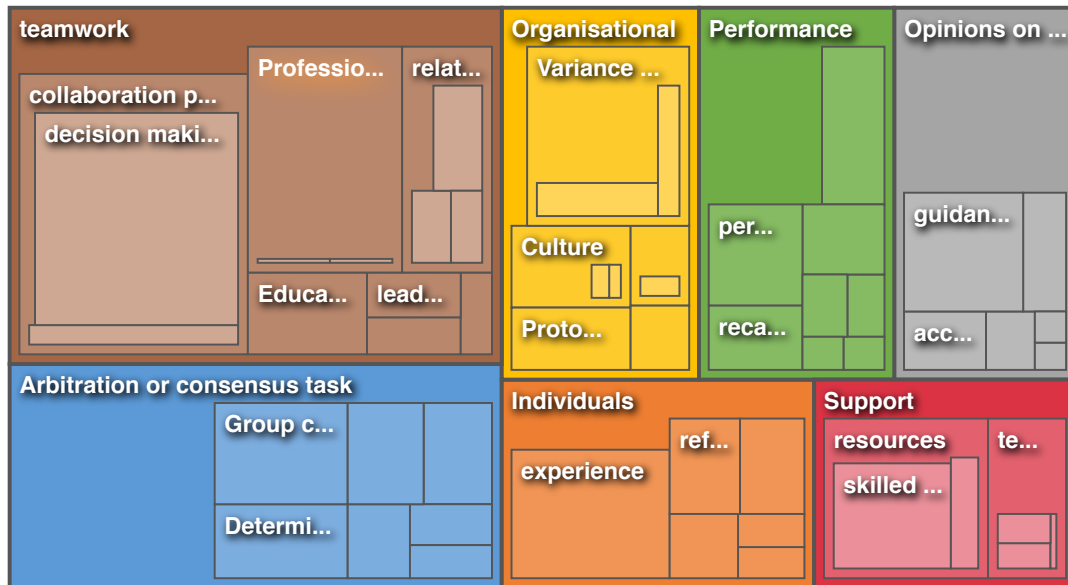 teamwork
collaboration p...
decision maki...
Professio...
relat...
Educa...
lead...
Organisational
Variance ...
Culture
Proto...
Performance
per...
reca...
Opinions on ...
guidan...
acc...
Arbitration or consensus task
Group c...
Determi...
Individuals
experience
ref...
Support
resources
skilled ...
te...